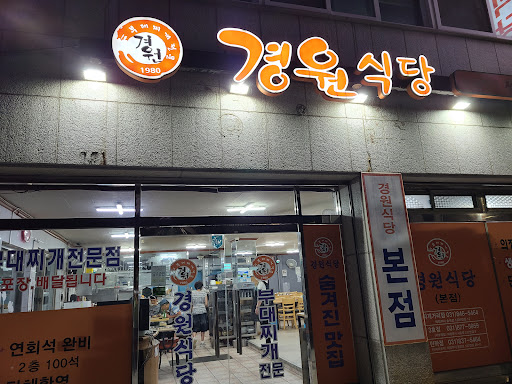 경원
1980
경원식당
부대찌개전문점
포장 배달됩니다
연회석 완비
2층 100석
경원식당
부대찌개전문
경원식당
숨겨진맛집
경원식당
본점
경원식당
(본점)